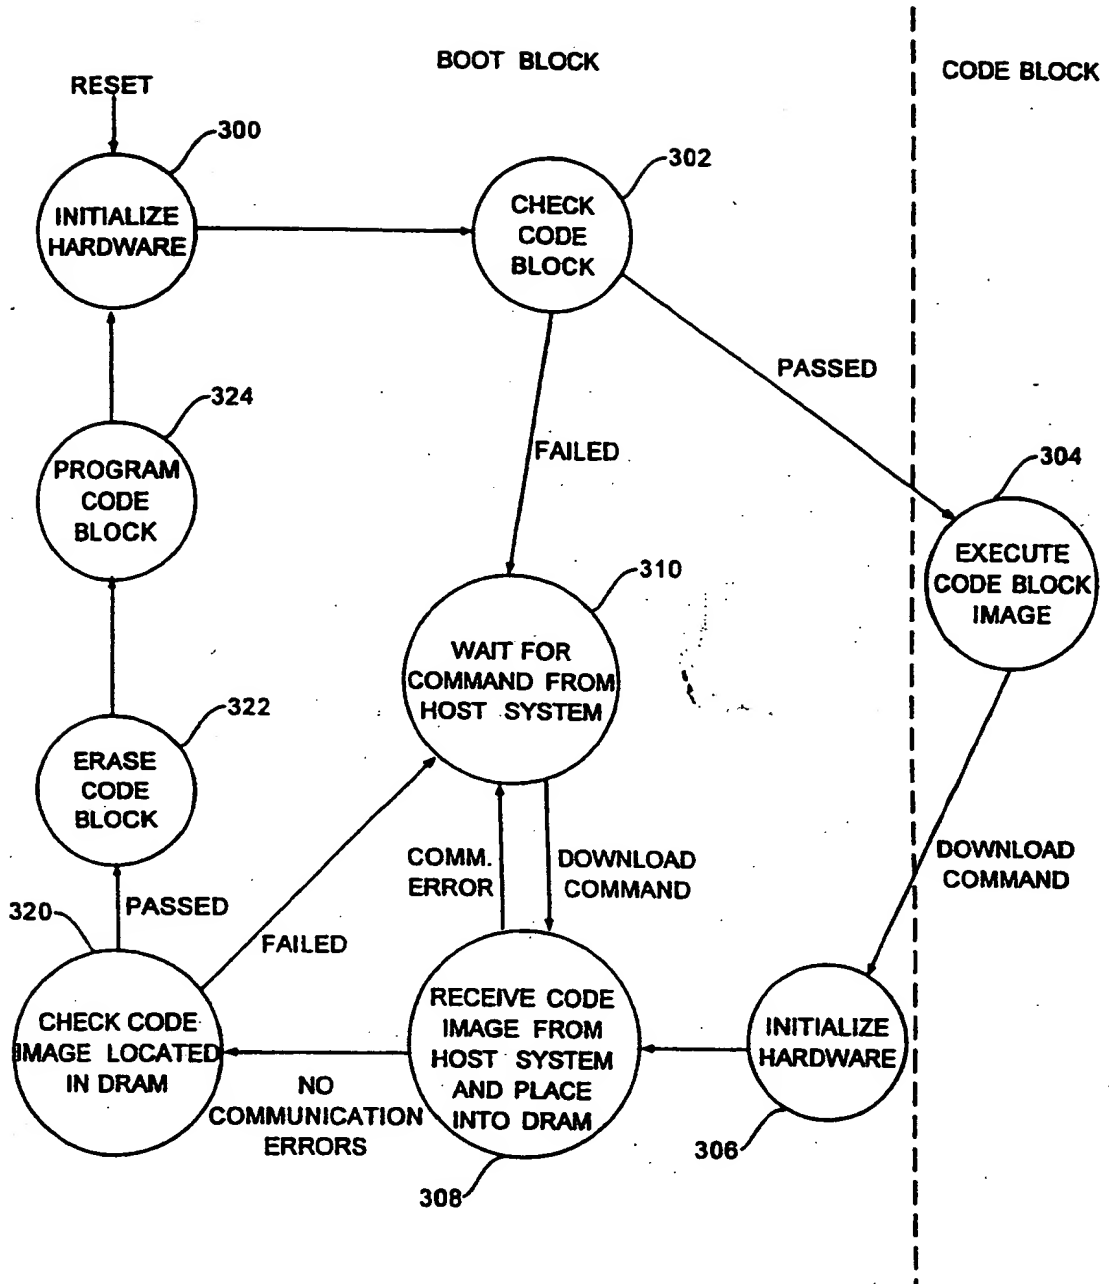 BOOT BLOCK
CODE BLOCK
RESET
300
INITIALIZE
HARDWARE
302
CHECK
CODE
BLOCK
PASSED
FAILED
324
PROGRAM
CODE
BLOCK
304
EXECUTE
CODE BLOCK
IMAGE
310
WAIT FOR
COMMAND FROM
HOST SYSTEM
322
ERASE
CODE
BLOCK
COMM.
ERROR
DOWNLOAD
COMMAND
DOWNLOAD
COMMAND
320
PASSED
FAILED
CHECK CODE
IMAGE LOCATED
IN DRAM
NO
COMMUNICATION
ERRORS
RECEIVE CODE
IMAGE FROM
HOST SYSTEM
AND PLACE
INTO DRAM
308
INITIALIZE
HARDWARE
306